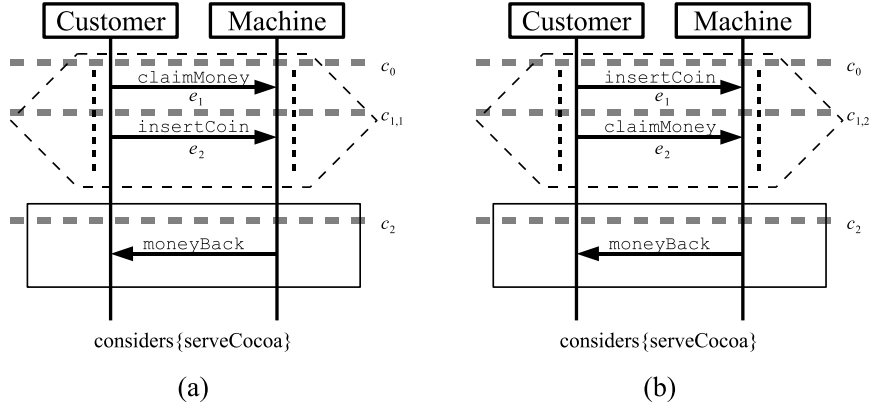 Customer Machine
c0
claimMoney
e1
c1,1
insertCoin
e2
c2
moneyBack
considers{serveCocoa}
(a)
Customer Machine
c0
insertCoin
e1
c1,2
claimMoney
e2
c2
moneyBack
considers{serveCocoa}
(b)